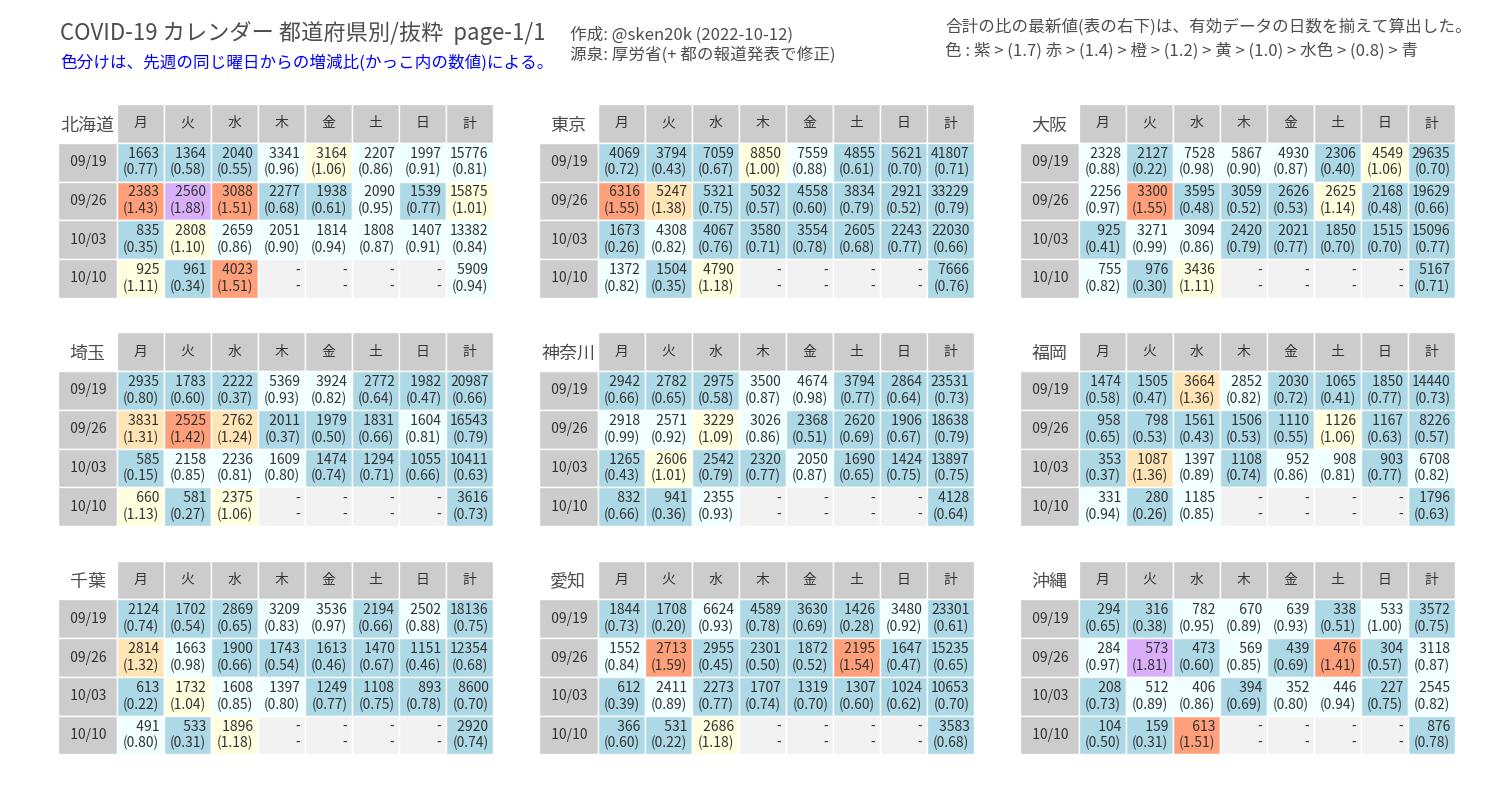 COVID-19 カレンダー 都道府県別/抜粋 page-1/1
色分けは、先週の同じ曜日からの増減比(かっこ内の数値)による。
作成: @sken20k (2022-10-12)
源泉: 厚労省(+ 都の報道発表で修正)
合計の比の最新値(表の右下)は、有効データの日数を揃えて算出した。
色 : 紫 > (1.7) 赤 > (1.4) > 橙 > (1.2) > 黄 > (1.0) > 水色 > (0.8) > 青
北海道 月 火 水 木 金 土 日 計
09/19 1663 1364 2040 3341 3164 2207 1997 15776
(0.77) (0.58) (0.55) (0.96) (1.06) (0.86) (0.91) (0.81)
09/26 2383 2560 3088 2277 1938 2090 1539 15875
(1.43) (1.88) (1.51) (0.68) (0.61) (0.95) (0.77) (1.01)
10/03 835 2808 2659 2051 1814 1808 1407 13382
(0.35) (1.10) (0.86) (0.90) (0.94) (0.87) (0.91) (0.84)
10/10 925 961 4023 - - - - 5909
(1.11) (0.34) (1.51) - - - - (0.94)
東京 月 火 水 木 金 土 日 計
09/19 4069 3794 7059 8850 7559 4855 5621 41807
(0.72) (0.43) (0.67) (1.00) (0.88) (0.61) (0.70) (0.71)
09/26 6316 5247 5321 5032 4558 3834 2921 33229
(1.55) (1.38) (0.75) (0.57) (0.60) (0.79) (0.52) (0.79)
10/03 1673 4308 4067 3580 3554 2605 2243 22030
(0.26) (0.82) (0.76) (0.71) (0.78) (0.68) (0.77) (0.66)
10/10 1372 1504 4790 - - - - 7666
(0.82) (0.35) (1.18) - - - - (0.76)
大阪 月 火 水 木 金 土 日 計
09/19 2328 2127 7528 5867 4930 2306 4549 29635
(0.88) (0.22) (0.98) (0.90) (0.87) (0.40) (1.06) (0.70)
09/26 2256 3300 3595 3059 2626 2625 2168 19629
(0.97) (1.55) (0.48) (0.52) (0.53) (1.14) (0.48) (0.66)
10/03 925 3271 3094 2420 2021 1850 1515 15096
(0.41) (0.99) (0.86) (0.79) (0.77) (0.70) (0.70) (0.77)
10/10 755 976 3436 - - - - 5167
(0.82) (0.30) (1.11) - - - - (0.71)
埼玉 月 火 水 木 金 土 日 計
09/19 2935 1783 2222 5369 3924 2772 1982 20987
(0.80) (0.60) (0.37) (0.93) (0.82) (0.64) (0.47) (0.66)
09/26 3831 2525 2762 2011 1979 1831 1604 16543
(1.31) (1.42) (1.24) (0.37) (0.50) (0.66) (0.81) (0.79)
10/03 585 2158 2236 1609 1474 1294 1055 10411
(0.15) (0.85) (0.81) (0.80) (0.74) (0.71) (0.66) (0.63)
10/10 660 581 2375 - - - - 3616
(1.13) (0.27) (1.06) - - - - (0.73)
神奈川 月 火 水 木 金 土 日 計
09/19 2942 2782 2975 3500 4674 3794 2864 23531
(0.66) (0.65) (0.58) (0.87) (0.98) (0.77) (0.64) (0.73)
09/26 2918 2571 3229 3026 2368 2620 1906 18638
(0.99) (0.92) (1.09) (0.86) (0.51) (0.69) (0.67) (0.79)
10/03 1265 2606 2542 2320 2050 1690 1424 13897
(0.43) (1.01) (0.79) (0.77) (0.87) (0.65) (0.75) (0.75)
10/10 832 941 2355 - - - - 4128
(0.66) (0.36) (0.93) - - - - (0.64)
福岡 月 火 水 木 金 土 日 計
09/19 1474 1505 3664 2852 2030 1065 1850 14440
(0.58) (0.47) (1.36) (0.82) (0.72) (0.41) (0.77) (0.73)
09/26 958 798 1561 1506 1110 1126 1167 8226
(0.65) (0.53) (0.43) (0.53) (0.55) (1.06) (0.63) (0.57)
10/03 353 1087 1397 1108 952 908 903 6708
(0.37) (1.36) (0.89) (0.74) (0.86) (0.81) (0.77) (0.82)
10/10 331 280 1185 - - - - 1796
(0.94) (0.26) (0.85) - - - - (0.63)
千葉 月 火 水 木 金 土 日 計
09/19 2124 1702 2869 3209 3536 2194 2502 18136
(0.74) (0.54) (0.65) (0.83) (0.97) (0.66) (0.88) (0.75)
09/26 2814 1663 1900 1743 1613 1470 1151 12354
(1.32) (0.98) (0.66) (0.54) (0.46) (0.67) (0.46) (0.68)
10/03 613 1732 1608 1397 1249 1108 893 8600
(0.22) (1.04) (0.85) (0.80) (0.77) (0.75) (0.78) (0.70)
10/10 491 533 1896 - - - - 2920
(0.80) (0.31) (1.18) - - - - (0.74)
愛知 月 火 水 木 金 土 日 計
09/19 1844 1708 6624 4589 3630 1426 3480 23301
(0.73) (0.20) (0.93) (0.78) (0.69) (0.28) (0.92) (0.61)
09/26 1552 2713 2955 2301 1872 2195 1647 15235
(0.84) (1.59) (0.45) (0.50) (0.52) (1.54) (0.47) (0.65)
10/03 612 2411 2273 1707 1319 1307 1024 10653
(0.39) (0.89) (0.77) (0.74) (0.70) (0.60) (0.62) (0.70)
10/10 366 531 2686 - - - - 3583
(0.60) (0.22) (1.18) - - - - (0.68)
沖縄 月 火 水 木 金 土 日 計
09/19 294 316 782 670 639 338 533 3572
(0.65) (0.38) (0.95) (0.89) (0.93) (0.51) (1.00) (0.75)
09/26 284 573 473 569 439 476 304 3118
(0.97) (1.81) (0.60) (0.85) (0.69) (1.41) (0.57) (0.87)
10/03 208 512 406 394 352 446 227 2545
(0.73) (0.89) (0.86) (0.69) (0.80) (0.94) (0.75) (0.82)
10/10 104 159 613 - - - - 876
(0.50) (0.31) (1.51) - - - - (0.78)